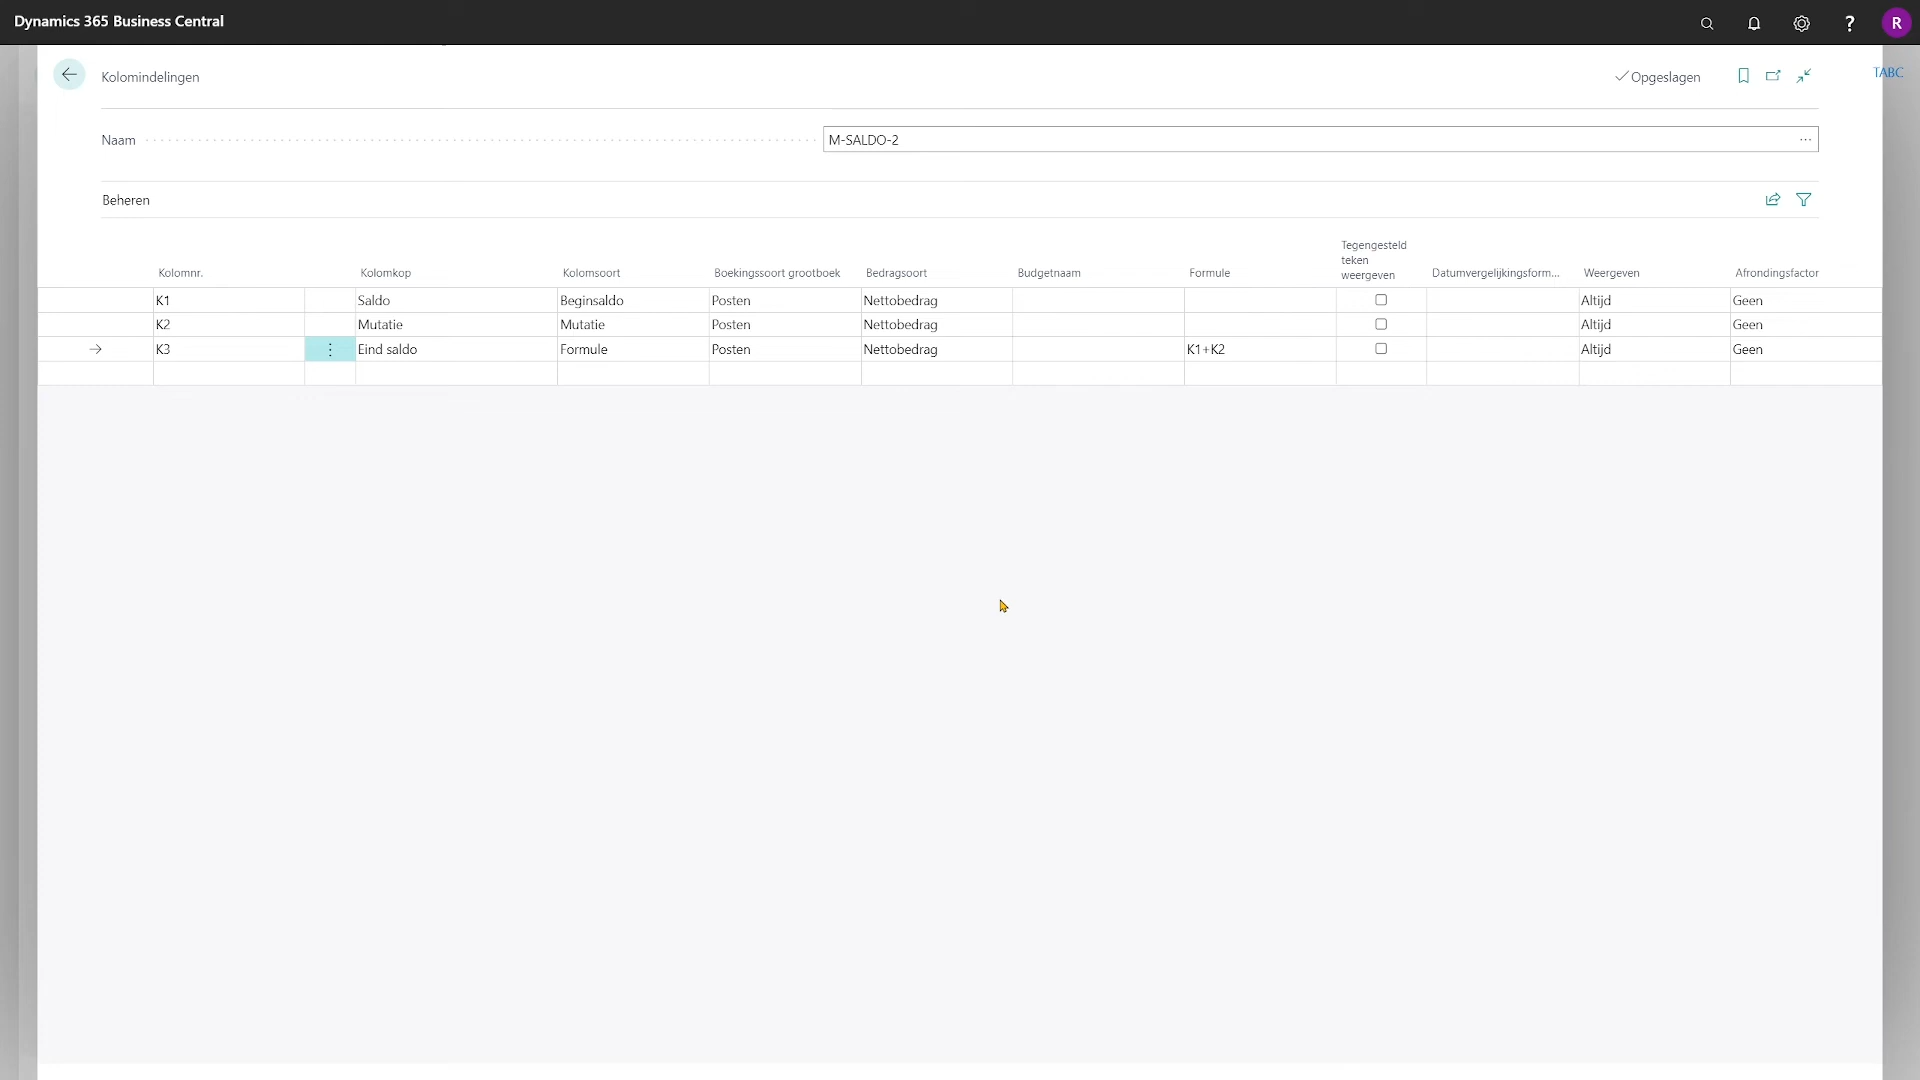 Dynamics 365 Business Central
R
Kolomindelingen
Opgeslagen
TABC
Naam
M-SALDO-2
Beheren
Kolomnr. Kolomkop Kolomsoort Boekingssoort grootboek Bedragsoort Budgetnaam Formule Tegengesteld teken weergeven Datumvergelijkingsform... Weergeven Afrondingsfactor
K1 Saldo Beginsaldo Posten Nettobedrag Altijd Geen
K2 Mutatie Mutatie Posten Nettobedrag Altijd Geen
K3 Eind saldo Formule Posten Nettobedrag K1+K2 Altijd Geen